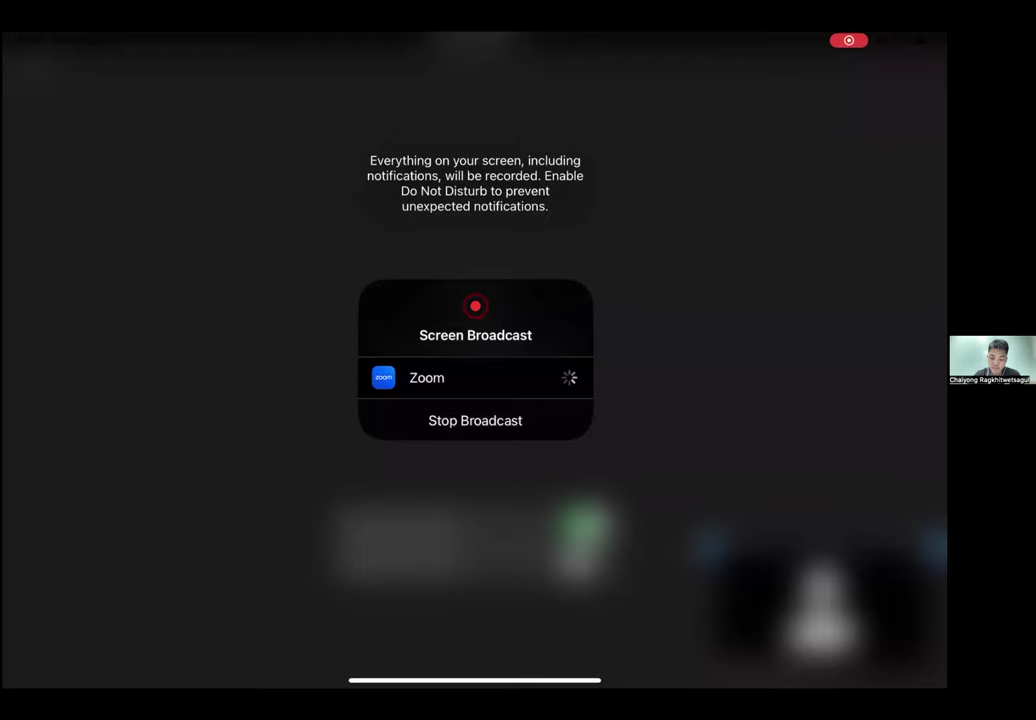 Everything on your screen, including
notifications, will be recorded. Enable
Do Not Disturb to prevent
unexpected notifications.
Screen Broadcast
zoom
Zoom
Stop Broadcast
Chaiyong Ragkhitwetsagul